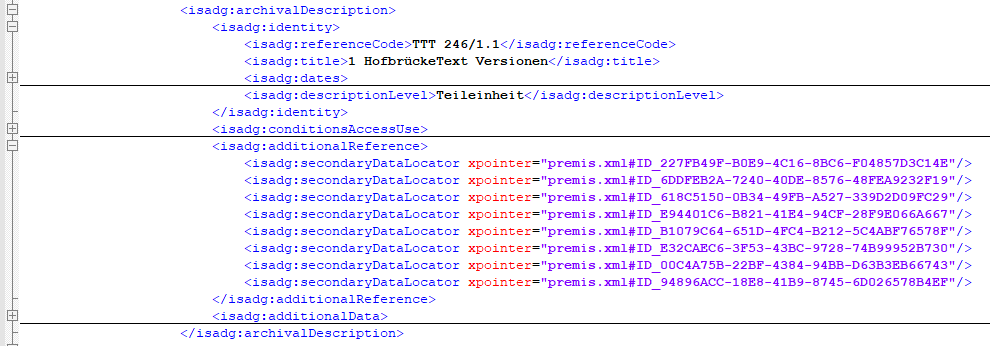 <isadg:archivalDescription>
<isadg:identity>
<isadg:referenceCode>TTT 246/1.1</isadg:referenceCode>
<isadg:title>1 HofbrückeText Versionen</isadg:title>
<isadg:dates>
<isadg:descriptionLevel>Teileinheit</isadg:descriptionLevel>
</isadg:identity>
<isadg:conditionsAccessUse>
<isadg:additionalReference>
<isadg:secondaryDataLocator xpointer="premis.xml#ID_227FB49F-B0E9-4C16-8BC6-F04857D3C14E"/>
<isadg:secondaryDataLocator xpointer="premis.xml#ID_6DDFEB2A-7240-40DE-8576-48FEA9232F19"/>
<isadg:secondaryDataLocator xpointer="premis.xml#ID_618C5150-0B34-49FB-A527-339D2D09FC29"/>
<isadg:secondaryDataLocator xpointer="premis.xml#ID_E94401C6-B821-41E4-94CF-28F9E066A667"/>
<isadg:secondaryDataLocator xpointer="premis.xml#ID_B1079C64-651D-4FC4-B212-5C4ABF76578F"/>
<isadg:secondaryDataLocator xpointer="premis.xml#ID_E32CAEC6-3F53-43BC-9728-74B99952B730"/>
<isadg:secondaryDataLocator xpointer="premis.xml#ID_00C4A75B-22BF-4384-94BB-D63B3EB66743"/>
<isadg:secondaryDataLocator xpointer="premis.xml#ID_94896ACC-18E8-41B9-8745-6D026578B4EF"/>
</isadg:additionalReference>
<isadg:additionalData>
</isadg:archivalDescription>